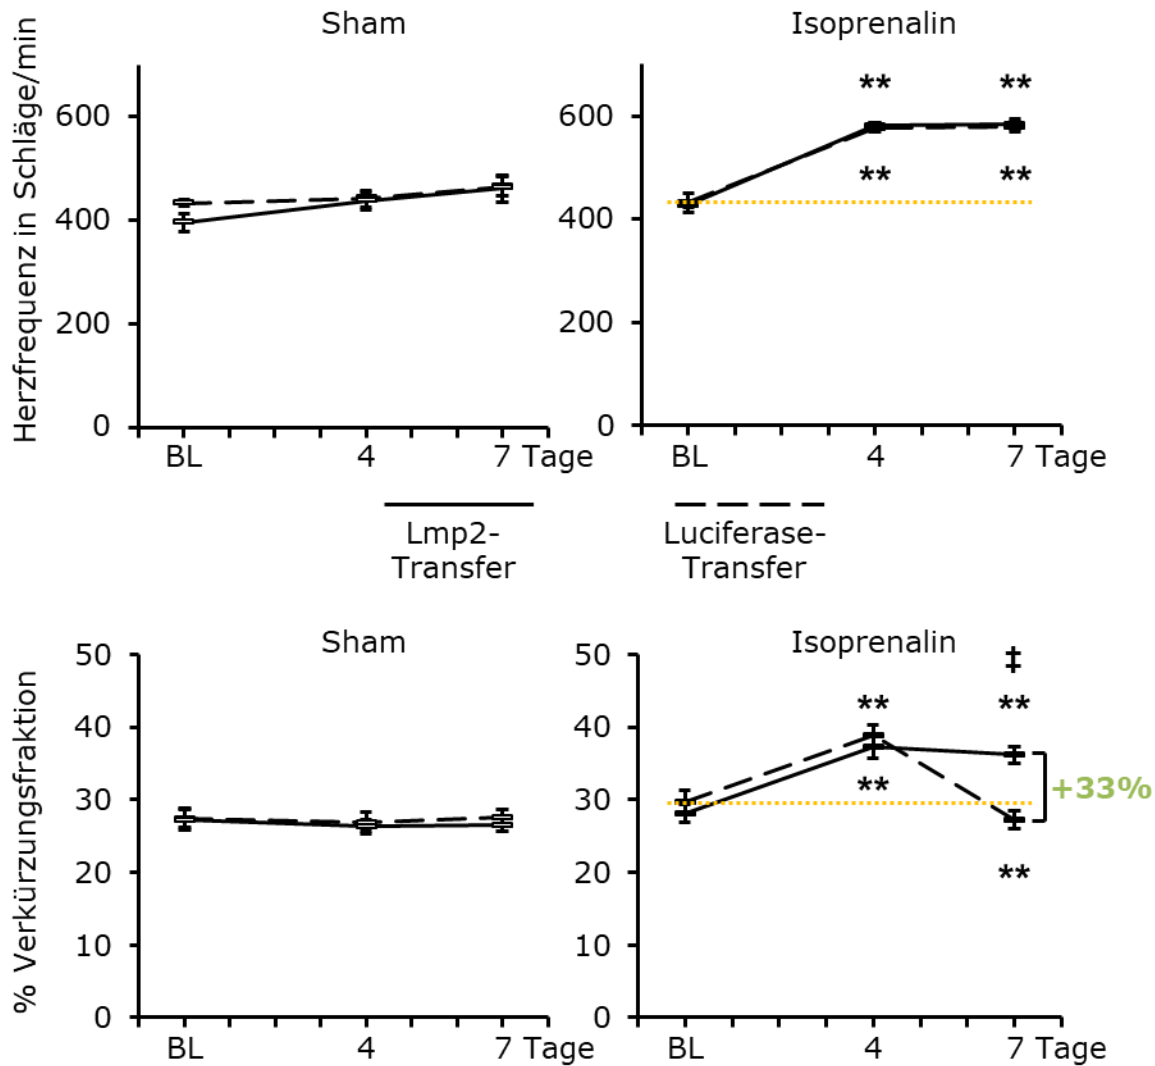 Sham
Herzfrequenz in Schläge/min
600
400
200
0
BL 4 7 Tage
Isoprenalin
** **
600
** **
400
200
0
BL 4 7 Tage
Lmp2-
Transfer
Luciferase-
Transfer
Sham
% Verkürzungsfraktion
50
40
30
20
10
0
BL 4 7 Tage
Isoprenalin
50
‡
** **
40
**
30
+33%
20
**
10
0
BL 4 7 Tage